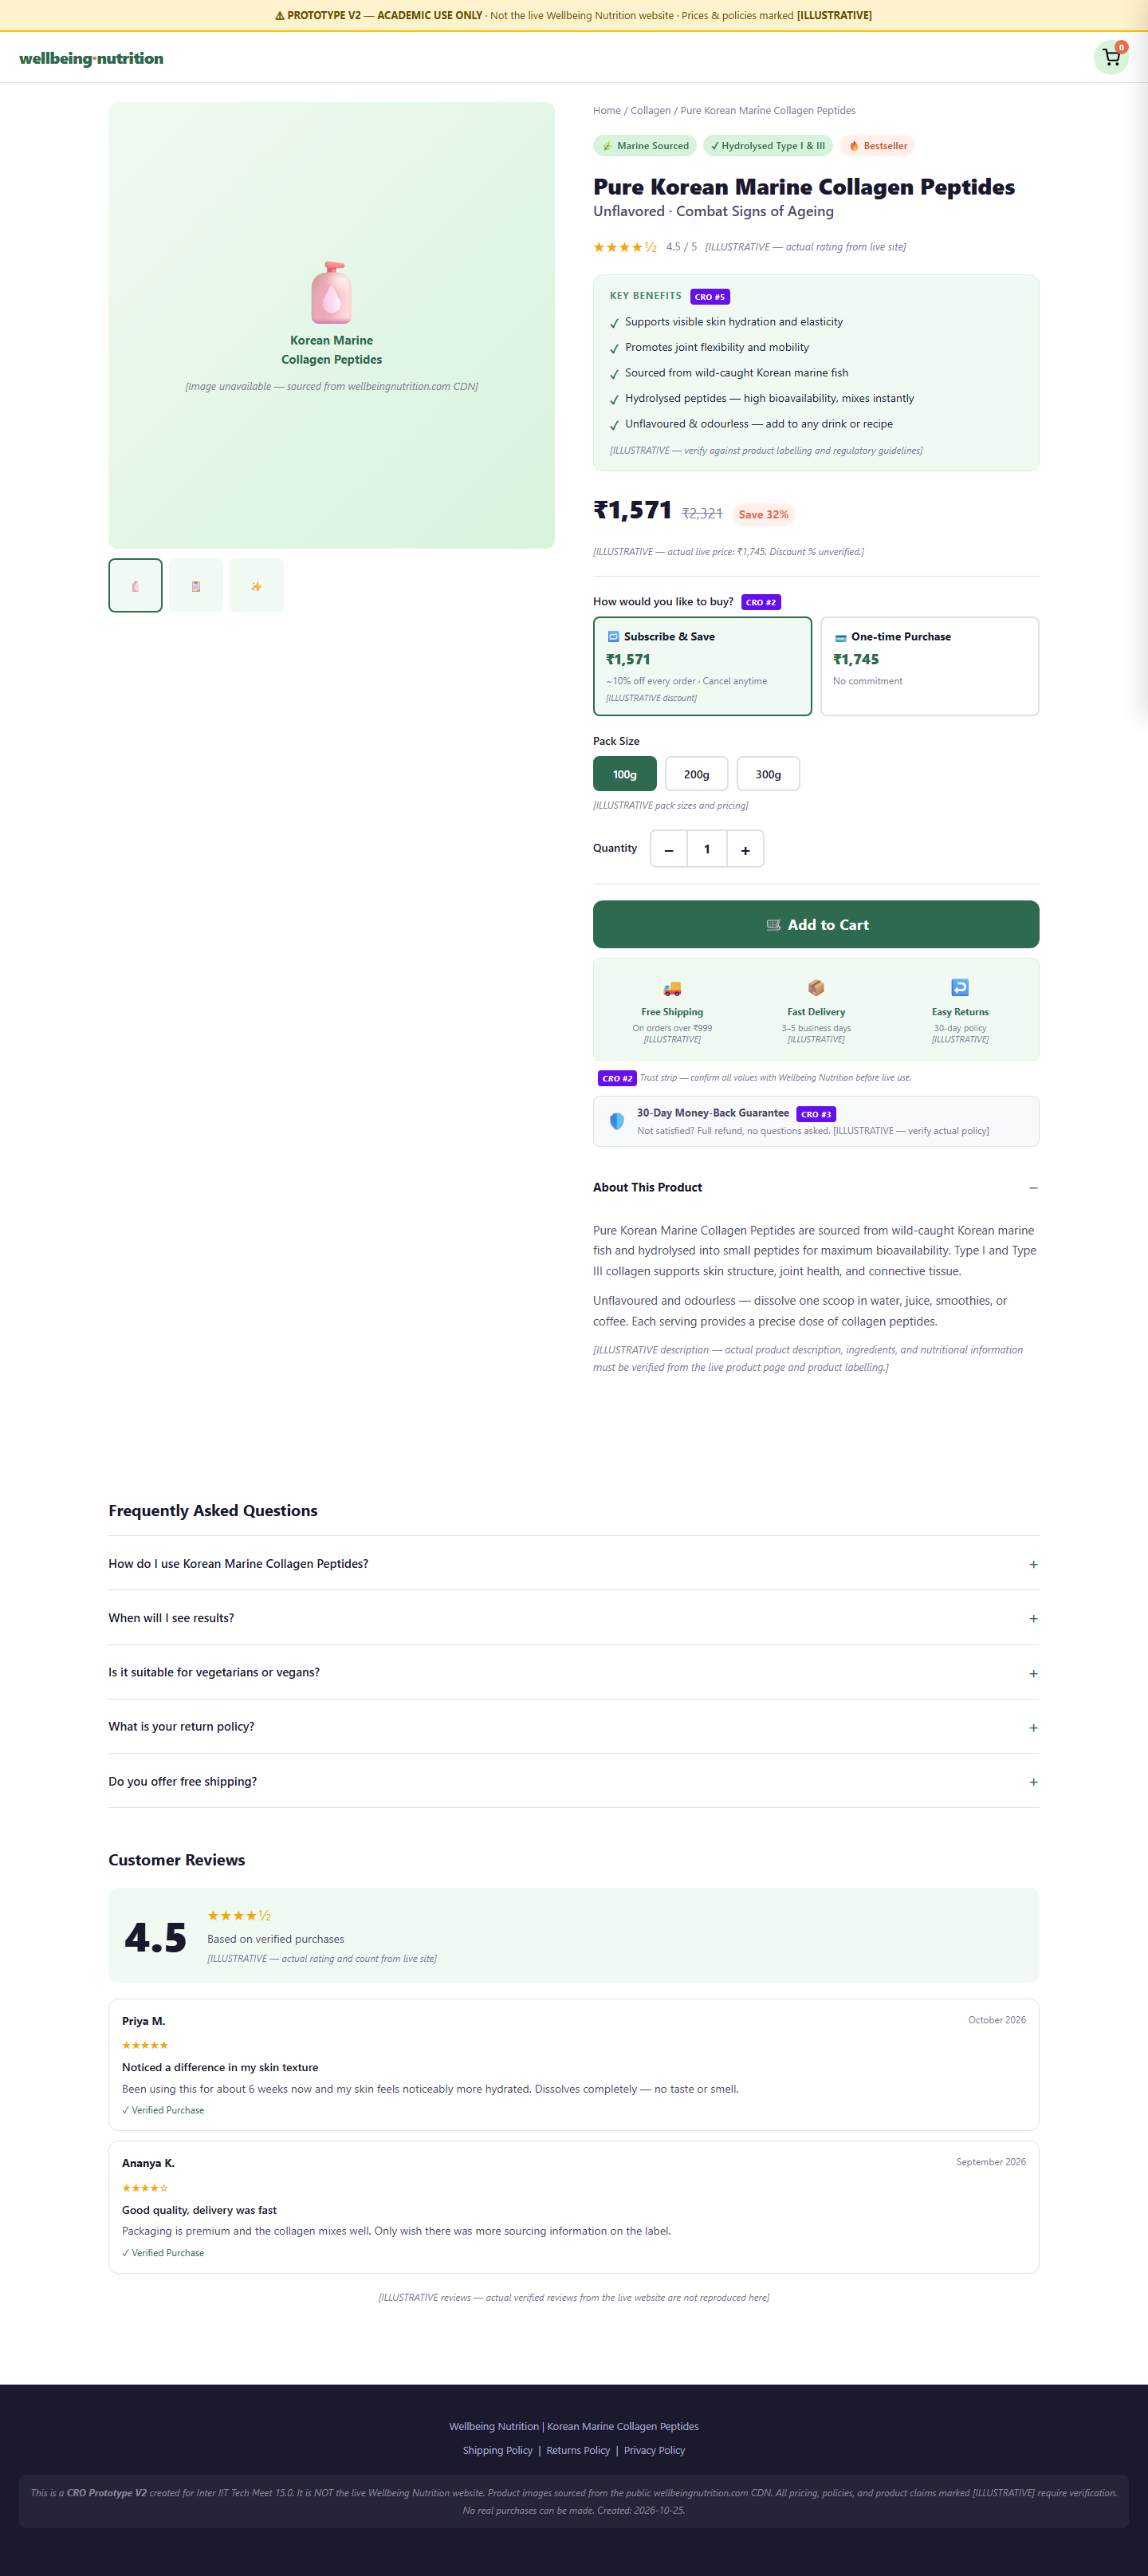 ⚠ PROTOTYPE V2 — ACADEMIC USE ONLY · Not the live Wellbeing Nutrition website · Prices & policies marked [ILLUSTRATIVE]
wellbeing·nutrition
0
Korean Marine
Collagen Peptides
[Image unavailable — sourced from wellbeingnutrition.com CDN]
Home / Collagen / Pure Korean Marine Collagen Peptides
🌿 Marine Sourced
✓ Hydrolysed Type I & III
🔥 Bestseller
Pure Korean Marine Collagen Peptides
Unflavored · Combat Signs of Ageing
★★★★½ 4.5 / 5 [ILLUSTRATIVE — actual rating from live site]
KEY BENEFITS CRO #5
✓ Supports visible skin hydration and elasticity
✓ Promotes joint flexibility and mobility
✓ Sourced from wild-caught Korean marine fish
✓ Hydrolysed peptides — high bioavailability, mixes instantly
✓ Unflavoured & odourless — add to any drink or recipe
[ILLUSTRATIVE — verify against product labelling and regulatory guidelines]
₹1,571 ₹2,321 Save 32%
[ILLUSTRATIVE — actual live price: ₹1,745. Discount % unverified.]
How would you like to buy? CRO #2
🔁 Subscribe & Save
₹1,571
~10% off every order · Cancel anytime
[ILLUSTRATIVE discount]
💳 One-time Purchase
₹1,745
No commitment
Pack Size
100g
200g
300g
[ILLUSTRATIVE pack sizes and pricing]
Quantity − 1 +
🛒 Add to Cart
Free Shipping
On orders over ₹999
[ILLUSTRATIVE]
Fast Delivery
3–5 business days
[ILLUSTRATIVE]
Easy Returns
30-day policy
[ILLUSTRATIVE]
CRO #2 Trust strip — confirm all values with Wellbeing Nutrition before live use.
30-Day Money-Back Guarantee CRO #3
Not satisfied? Full refund, no questions asked. [ILLUSTRATIVE — verify actual policy]
About This Product −
Pure Korean Marine Collagen Peptides are sourced from wild-caught Korean marine
fish and hydrolysed into small peptides for maximum bioavailability. Type I and Type
III collagen supports skin structure, joint health, and connective tissue.
Unflavoured and odourless — dissolve one scoop in water, juice, smoothies, or
coffee. Each serving provides a precise dose of collagen peptides.
[ILLUSTRATIVE description — actual product description, ingredients, and nutritional information
must be verified from the live product page and product labelling.]
Frequently Asked Questions
How do I use Korean Marine Collagen Peptides? +
When will I see results? +
Is it suitable for vegetarians or vegans? +
What is your return policy? +
Do you offer free shipping? +
Customer Reviews
4.5
★★★★½
Based on verified purchases
[ILLUSTRATIVE — actual rating and count from live site]
Priya M. October 2026
★★★★★
Noticed a difference in my skin texture
Been using this for about 6 weeks now and my skin feels noticeably more hydrated. Dissolves completely — no taste or smell.
✓ Verified Purchase
Ananya K. September 2026
★★★★☆
Good quality, delivery was fast
Packaging is premium and the collagen mixes well. Only wish there was more sourcing information on the label.
✓ Verified Purchase
[ILLUSTRATIVE reviews — actual verified reviews from the live website are not reproduced here]
Wellbeing Nutrition | Korean Marine Collagen Peptides
Shipping Policy | Returns Policy | Privacy Policy
This is a CRO Prototype V2 created for Inter IIT Tech Meet 15.0. It is NOT the live Wellbeing Nutrition website. Product images sourced from the public wellbeingnutrition.com CDN. All pricing, policies, and product claims marked [ILLUSTRATIVE] require verification.
No real purchases can be made. Created: 2026-10-25.